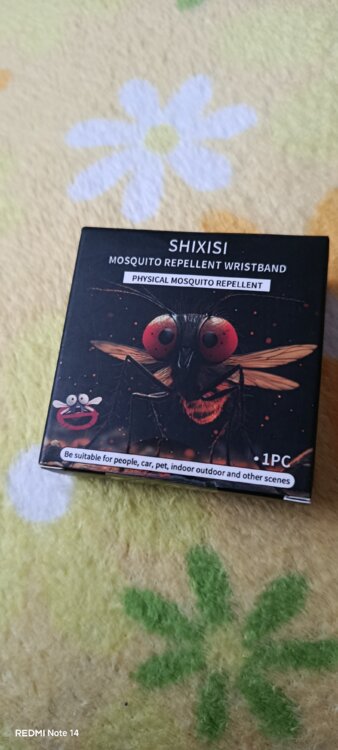 SHIXISI
MOSQUITO REPELLENT WRISTBAND
PHYSICAL MOSQUITO REPELLENT
•1PC
Be suitable for people, car, pet, indoor outdoor and other scenes
REDMI Note 14